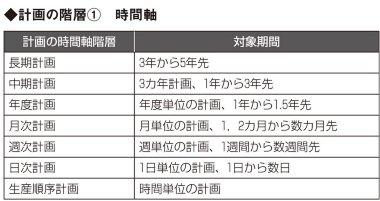 ◆計画の階層① 時間軸
計画の時間軸階層 対象期間
長期計画 3年から5年先
中期計画 3カ年計画、1年から3年先
年度計画 年度単位の計画、1年から1.5年先
月次計画 月単位の計画、1，2カ月から数カ月先
週次計画 週単位の計画、1週間から数週間先
日次計画 1日単位の計画、1日から数日
生産順序計画 時間単位の計画